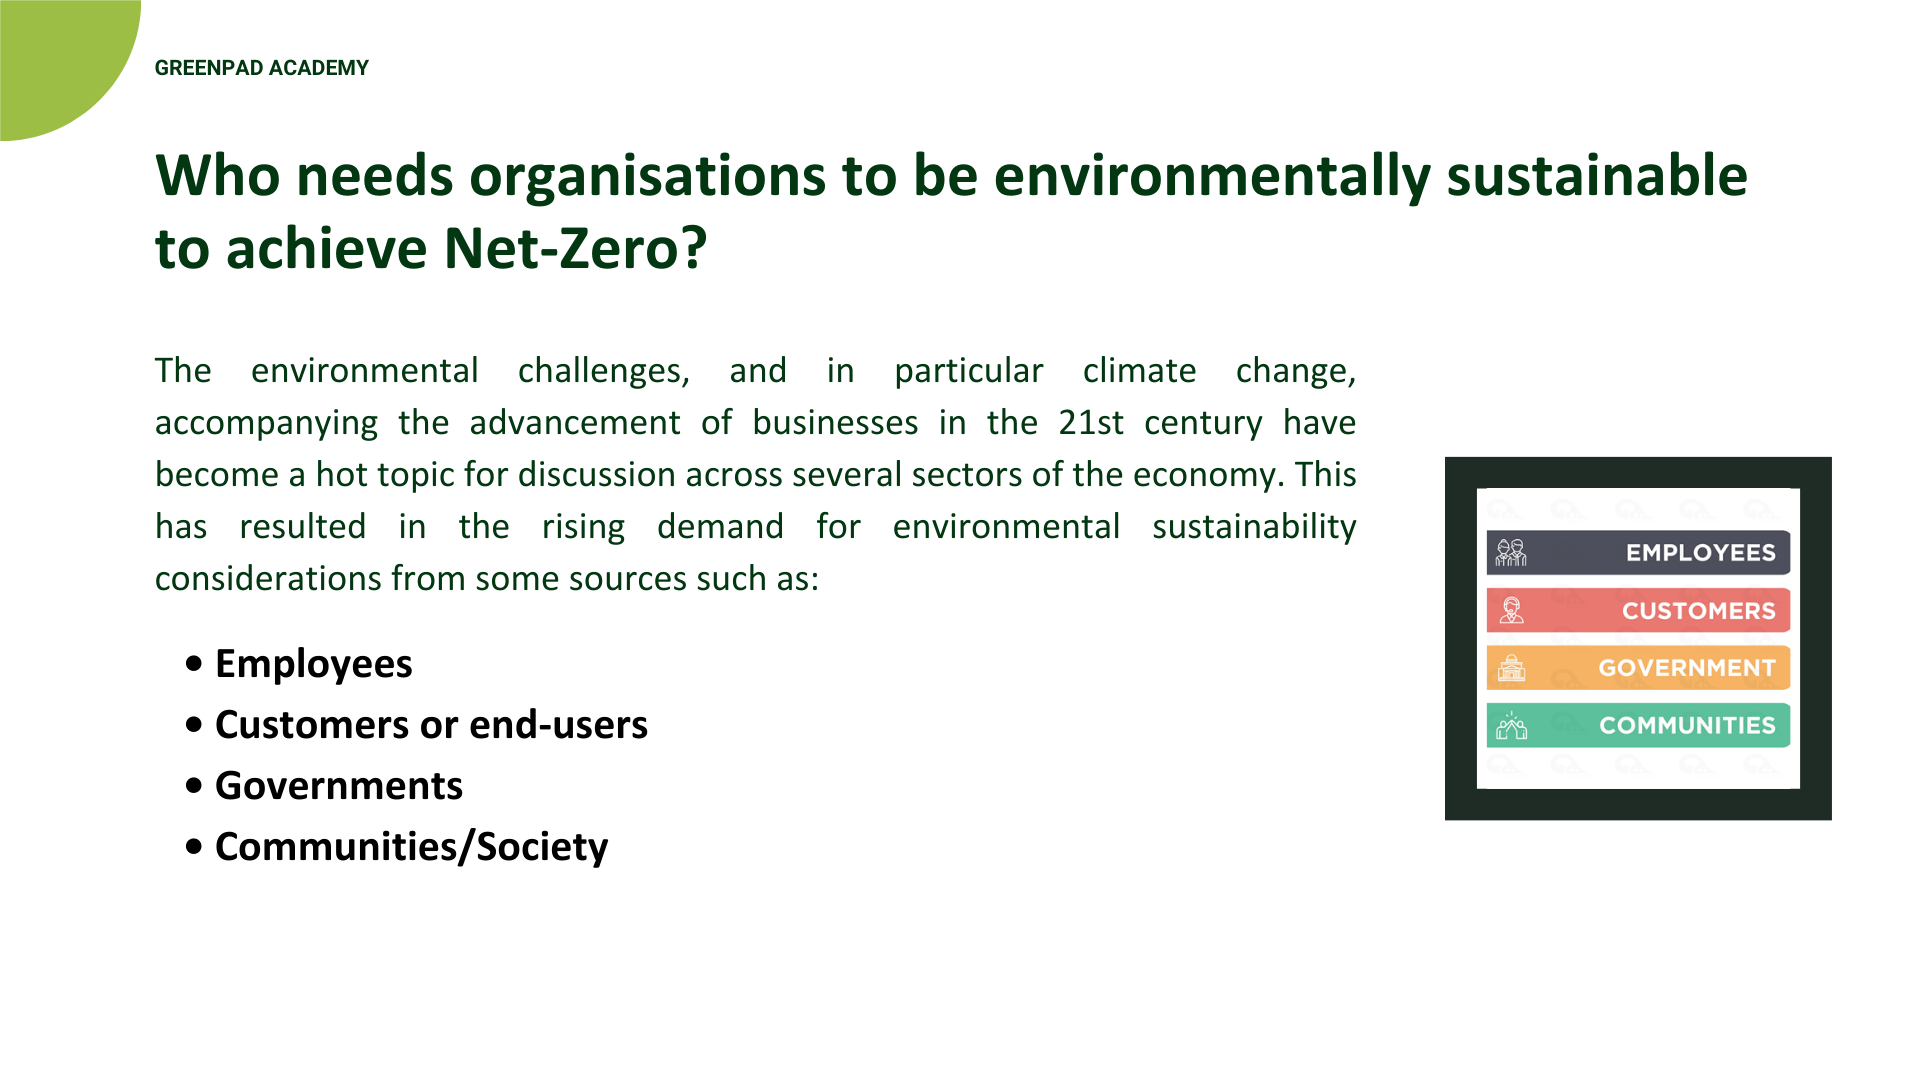 GREENPAD ACADEMY
Who needs organisations to be environmentally sustainable
to achieve Net-Zero?
The environmental challenges, and in particular climate change,
accompanying the advancement of businesses in the 21st century have
become a hot topic for discussion across several sectors of the economy. This
has resulted in the rising demand for environmental sustainability
considerations from some sources such as:
• Employees
• Customers or end-users
• Governments
• Communities/Society
EMPLOYEES
CUSTOMERS
GOVERNMENT
COMMUNITIES